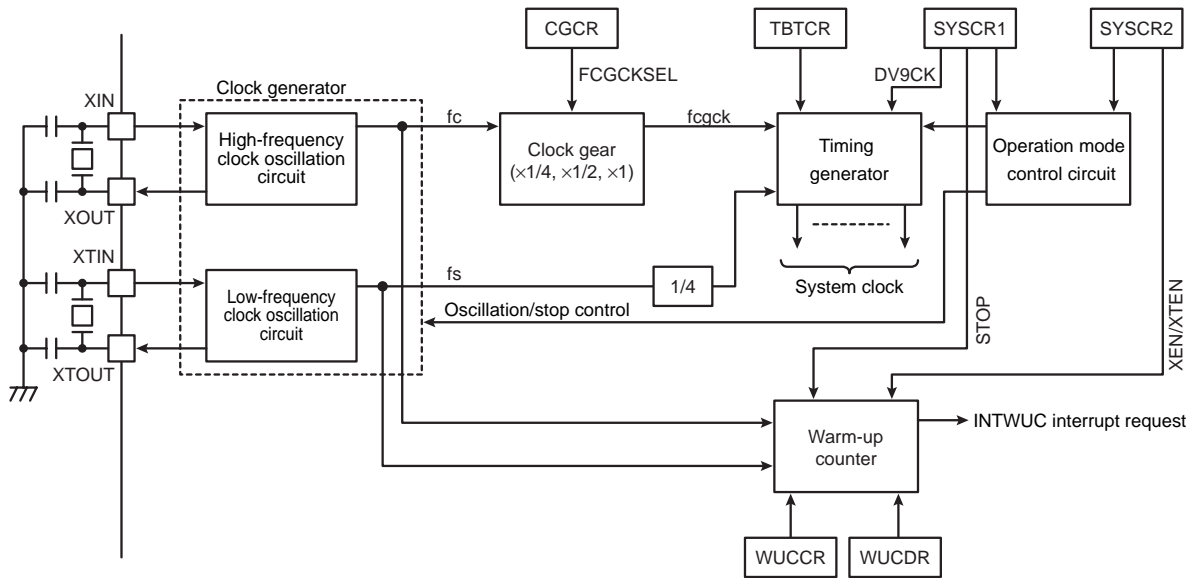 CGCR
TBTCR
SYSCR1
SYSCR2
FCGCKSEL
DV9CK
Clock generator
XIN
High-frequency
clock oscillation
circuit
fc
Clock gear
(×1/4, ×1/2, ×1)
fcgck
Timing
generator
Operation mode
control circuit
XOUT
XTIN
Low-frequency
clock oscillation
circuit
fs
1/4
System clock
Oscillation/stop control
STOP
XEN/XTEN
XTOUT
Warm-up
counter
INTWUC interrupt request
WUCCR
WUCDR